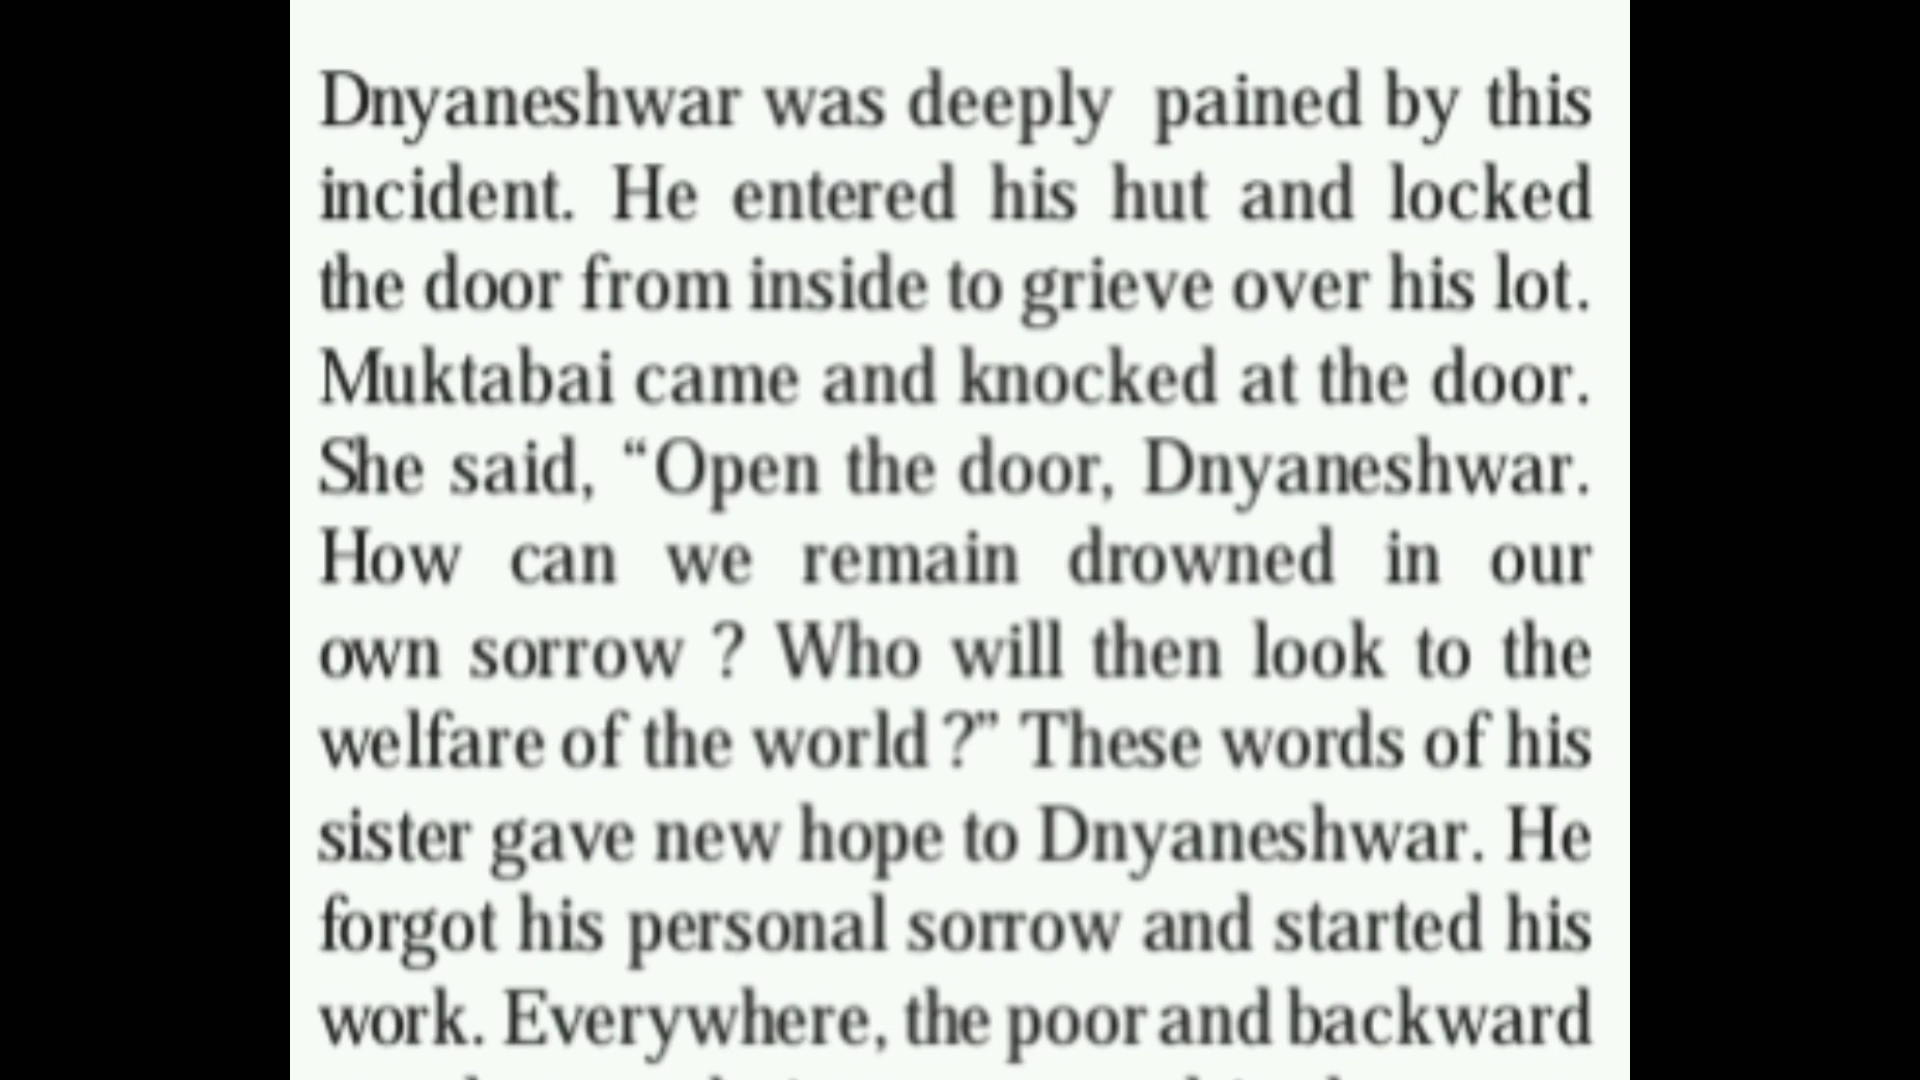 Dnyaneshwar was deeply pained by this
incident. He entered his hut and locked
the door from inside to grieve over his lot.
Muktabai came and knocked at the door.
She said, “Open the door, Dnyaneshwar.
How can we remain drowned in our
own sorrow ? Who will then look to the
welfare of the world ?” These words of his
sister gave new hope to Dnyaneshwar. He
forgot his personal sorrow and started his
work. Everywhere, the poor and backward